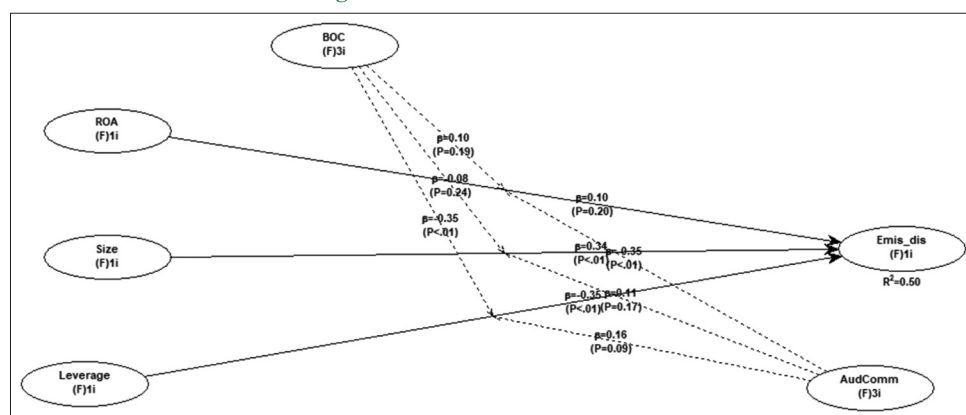 BOC
(F)3i
ROA
(F)1i
β=0.10
(P=0.19)
β=-0.08
(P=0.24)
β=0.10
(P=0.20)
β=-0.35
(P<.01)
Size
(F)1i
β=0.34
(P<.01)
β=-0.35
(P<.01)
Emis_dis
(F)1i
R²=0.50
β=-0.35
(P<.01)
β=0.11
(P=0.17)
β=0.16
(P=0.09)
Leverage
(F)1i
AudComm
(F)3i